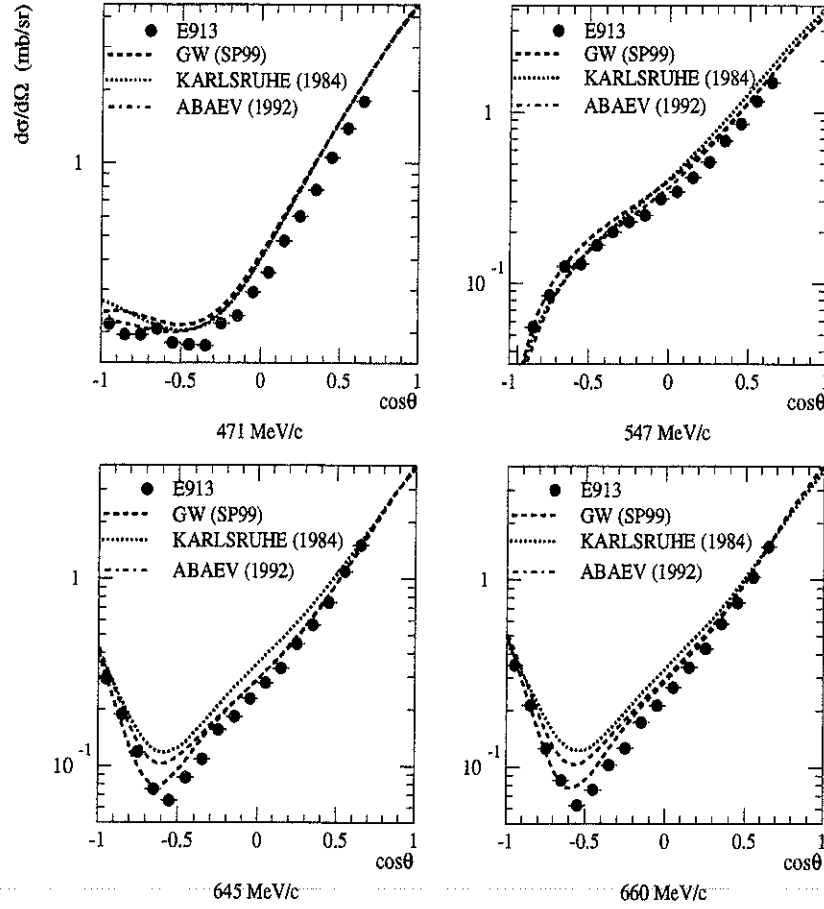 dσ/dΩ (mb/sr)
E913
GW (SP99)
KARLSRUHE (1984)
ABAEV (1992)
1
-1 -0.5 0 0.5 1
cosθ
471 MeV/c
E913
GW (SP99)
KARLSRUHE (1984)
ABAEV (1992)
1
10 -1
-1 -0.5 0 0.5 1
cosθ
547 MeV/c
E913
GW (SP99)
KARLSRUHE (1984)
ABAEV (1992)
1
10 -1
-1 -0.5 0 0.5 1
cosθ
645 MeV/c
E913
GW (SP99)
KARLSRUHE (1984)
ABAEV (1992)
1
10 -1
-1 -0.5 0 0.5 1
cosθ
660 MeV/c